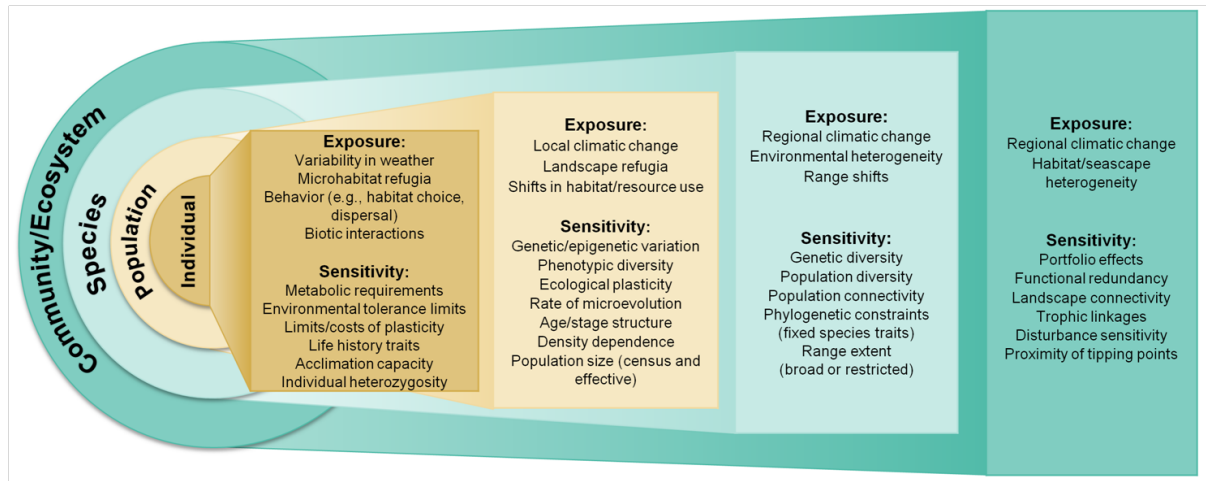 Community/Ecosystem
Species
Population
Individual
Exposure:
Variability in weather
Microhabitat refugia
Behavior (e.g., habitat choice,
dispersal)
Biotic interactions
Sensitivity:
Metabolic requirements
Environmental tolerance limits
Limits/costs of plasticity
Life history traits
Acclimation capacity
Individual heterozygosity
Exposure:
Local climatic change
Landscape refugia
Shifts in habitat/resource use
Sensitivity:
Genetic/epigenetic variation
Phenotypic diversity
Ecological plasticity
Rate of microevolution
Age/stage structure
Density dependence
Population size (census and
effective)
Exposure:
Regional climatic change
Environmental heterogeneity
Range shifts
Sensitivity:
Genetic diversity
Population diversity
Population connectivity
Phylogenetic constraints
(fixed species traits)
Range extent
(broad or restricted)
Exposure:
Regional climatic change
Habitat/seascape
heterogeneity
Sensitivity:
Portfolio effects
Functional redundancy
Landscape connectivity
Trophic linkages
Disturbance sensitivity
Proximity of tipping points